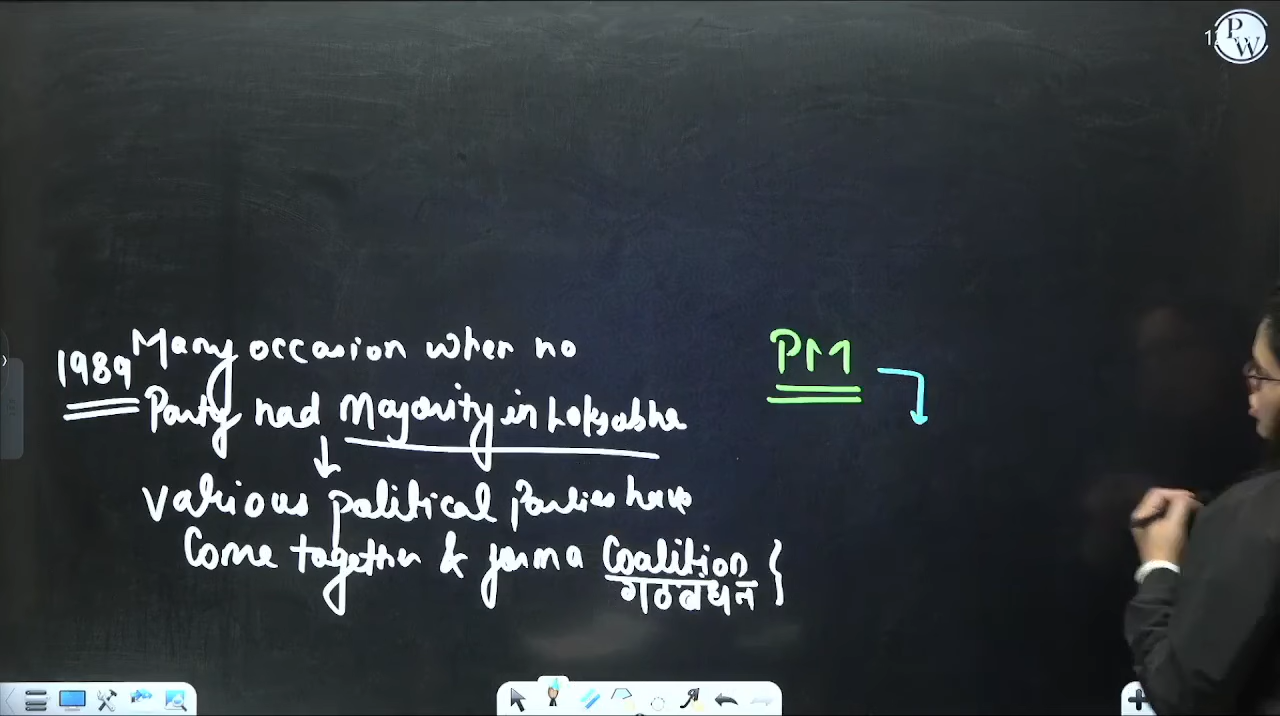 PW
1989 Many occasion when no
Party had Majority in Loksabha
Various political Parties have
Come together & form a Coalition
गठबंधन
PM